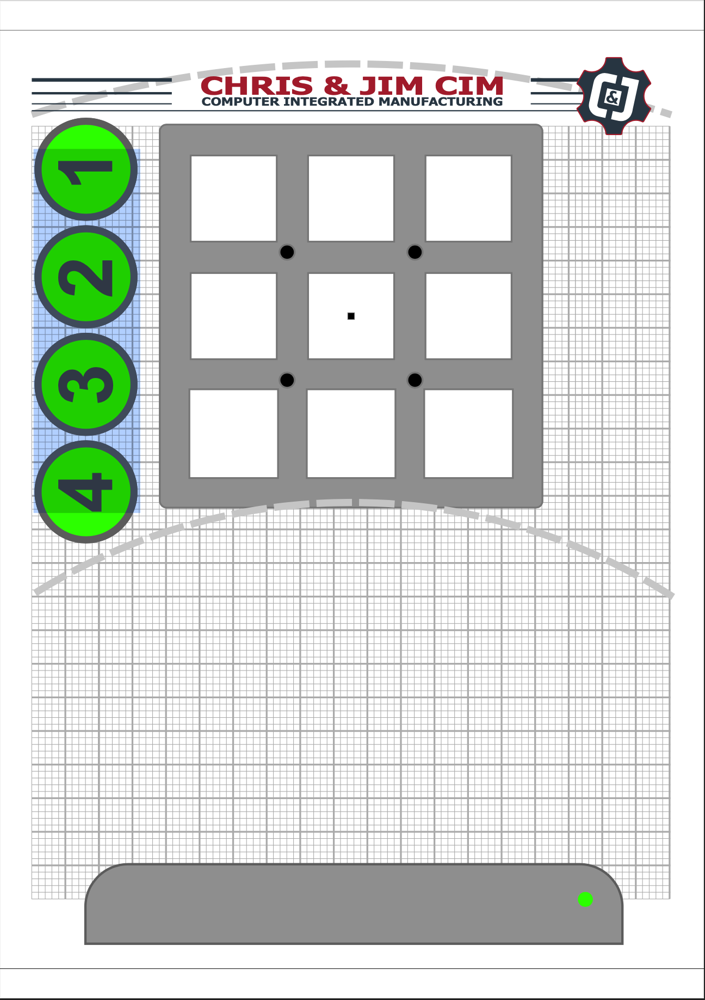 CHRIS & JIM CIM
COMPUTER INTEGRATED MANUFACTURING
C&J
1
2
3
4